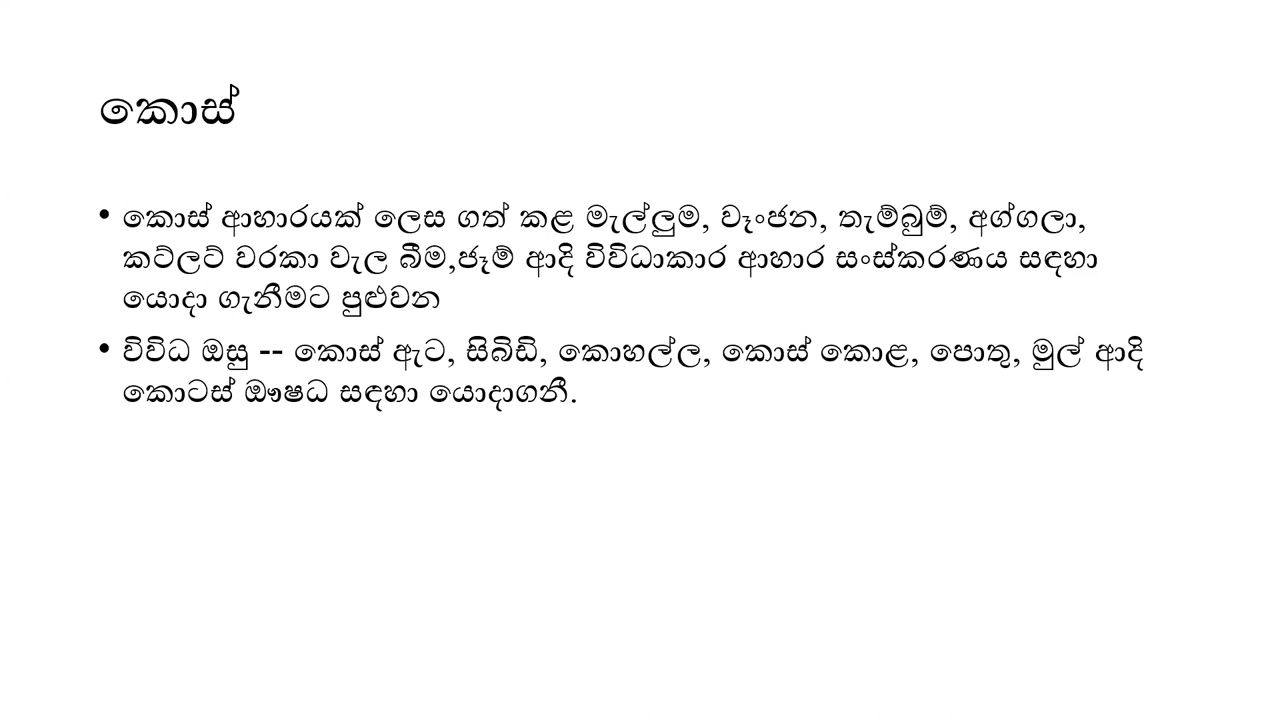 කොස්
• කොස් ආහාරයක් ලෙස ගත් කළ මැල්ලුම, වෑංජන, තැම්බුම්, අග්ගලා,
කට්ලට් වරකා වැල බීම,ජෑම් ආදි විවිධාකාර ආහාර සංස්කරණය සඳහා
යොදා ගැනීමට පුළුවන
• විවිධ ඔසු -- කොස් ඇට, සිබිඩි, කොහල්ල, කොස් කොළ, පොතු, මුල් ආදි
කොටස් ඖෂධ සඳහා යොදාගනී.